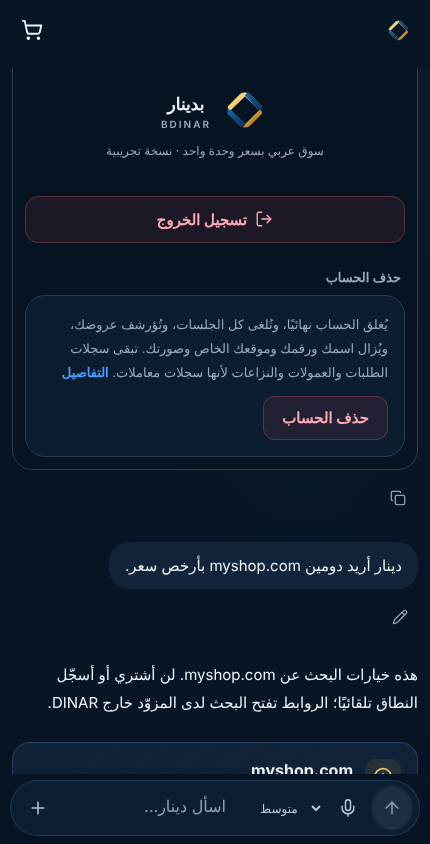 بدينار
BDINAR
سوق عربي بسعر وحدة واحد · نسخة تجريبية
تسجيل الخروج
حذف الحساب
يُغلق الحساب نهائيًا، وتُلغى كل الجلسات، وتُؤرشف عروضك،
ويُزال اسمك ورقمك وموقعك الخاص وصورتك. تبقى سجلات
الطلبات والعمولات والنزاعات لأنها سجلات معاملات. التفاصيل
حذف الحساب
دينار أريد دومين myshop.com بأرخص سعر.
هذه خيارات البحث عن myshop.com. لن أشتري أو أسجّل
النطاق تلقائيًا؛ الروابط تفتح البحث لدى المزوّد خارج DINAR.
myshop.com
اسأل دينار...
متوسط